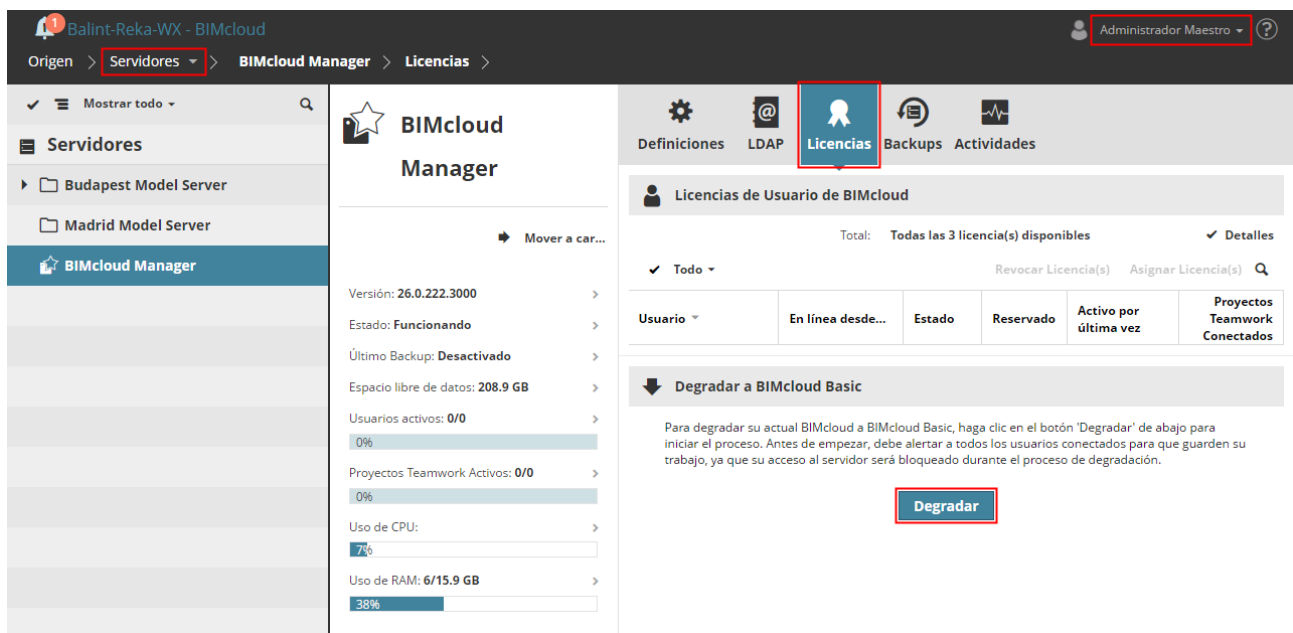 1
Balint-Reka-WX - BIMcloud
Administrador Maestro
?
Origen > Servidores > BIMcloud Manager > Licencias >
Mostrar todo
Servidores
Budapest Model Server
Madrid Model Server
BIMcloud Manager
BIMcloud
Manager
Mover a car...
Versión: 26.0.222.3000
Estado: Funcionando
Último Backup: Desactivado
Espacio libre de datos: 208.9 GB
Usuarios activos: 0/0
0%
Proyectos Teamwork Activos: 0/0
0%
Uso de CPU:
7%
Uso de RAM: 6/15.9 GB
38%
@
Definiciones LDAP Licencias Backups Actividades
Licencias de Usuario de BIMcloud
Total: Todas las 3 licencia(s) disponibles Detalles
Todo Revocar Licencia(s) Asignar Licencia(s)
Usuario En línea desde... Estado Reservado Activo por última vez Proyectos Teamwork Conectados
Degradar a BIMcloud Basic
Para degradar su actual BIMcloud a BIMcloud Basic, haga clic en el botón 'Degradar' de abajo para
iniciar el proceso. Antes de empezar, debe alertar a todos los usuarios conectados para que guarden su
trabajo, ya que su acceso al servidor será bloqueado durante el proceso de degradación.
Degradar